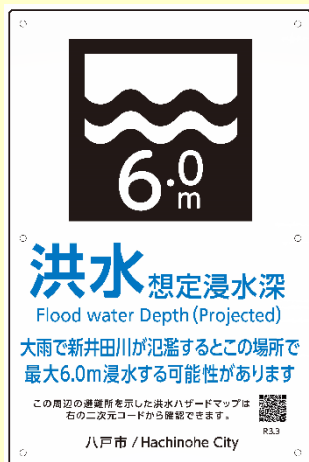 6.0m
洪水 想定浸水深
Flood water Depth (Projected)
大雨で新井田川が氾濫するとこの場所で
最大6.0m浸水する可能性があります
この周辺の避難所を示した洪水ハザードマップは
右の二次元コードから確認できます。
R3.3
八戸市 / Hachinohe City